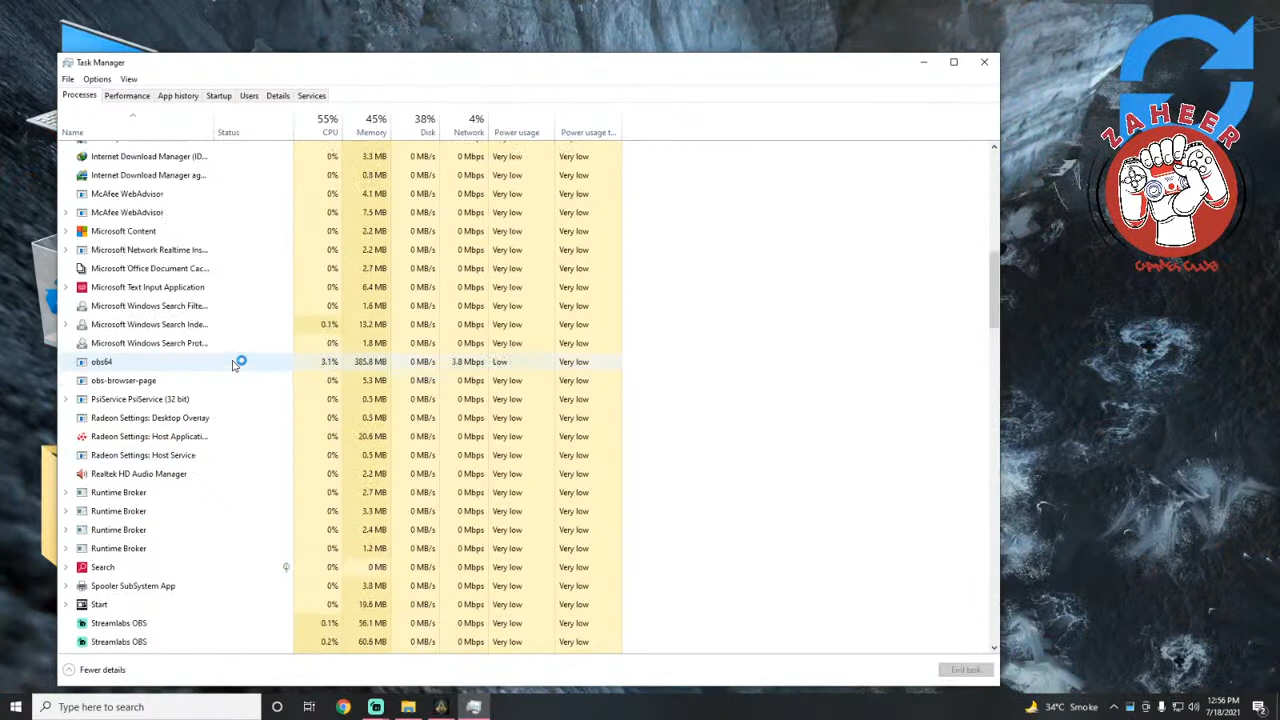 Task Manager
File Options View
Processes Performance App history Startup Users Details Services
55% 45% 38% 4%
Name Status CPU Memory Disk Network Power usage Power usage t...
Internet Download Manager (ID... 0% 3.3 MB 0 MB/s 0 Mbps Very low Very low
Internet Download Manager ag... 0% 0.8 MB 0 MB/s 0 Mbps Very low Very low
McAfee WebAdvisor 0% 4.1 MB 0 MB/s 0 Mbps Very low Very low
McAfee WebAdvisor 0% 7.5 MB 0 MB/s 0 Mbps Very low Very low
Microsoft Content 0% 2.2 MB 0 MB/s 0 Mbps Very low Very low
Microsoft Network Realtime Ins... 0% 2.2 MB 0 MB/s 0 Mbps Very low Very low
Microsoft Office Document Cac... 0% 2.7 MB 0 MB/s 0 Mbps Very low Very low
Microsoft Text Input Application 0% 6.4 MB 0 MB/s 0 Mbps Very low Very low
Microsoft Windows Search Filte... 0% 1.6 MB 0 MB/s 0 Mbps Very low Very low
Microsoft Windows Search Inde... 0.1% 13.2 MB 0 MB/s 0 Mbps Very low Very low
Microsoft Windows Search Prot... 0% 1.8 MB 0 MB/s 0 Mbps Very low Very low
obs64 3.1% 385.8 MB 0 MB/s 3.8 Mbps Low Very low
obs-browser-page 0% 5.3 MB 0 MB/s 0 Mbps Very low Very low
PsiService PsiService (32 bit) 0% 0.5 MB 0 MB/s 0 Mbps Very low Very low
Radeon Settings: Desktop Overlay 0% 0.5 MB 0 MB/s 0 Mbps Very low Very low
Radeon Settings: Host Applicati... 0% 20.6 MB 0 MB/s 0 Mbps Very low Very low
Radeon Settings: Host Service 0% 0.5 MB 0 MB/s 0 Mbps Very low Very low
Realtek HD Audio Manager 0% 2.2 MB 0 MB/s 0 Mbps Very low Very low
Runtime Broker 0% 2.7 MB 0 MB/s 0 Mbps Very low Very low
Runtime Broker 0% 3.3 MB 0 MB/s 0 Mbps Very low Very low
Runtime Broker 0% 2.4 MB 0 MB/s 0 Mbps Very low Very low
Runtime Broker 0% 1.2 MB 0 MB/s 0 Mbps Very low Very low
Search 0% 0 MB 0 MB/s 0 Mbps Very low Very low
Spooler SubSystem App 0% 3.8 MB 0 MB/s 0 Mbps Very low Very low
Start 0% 19.6 MB 0 MB/s 0 Mbps Very low Very low
Streamlabs OBS 0.1% 56.1 MB 0 MB/s 0 Mbps Very low Very low
Streamlabs OBS 0.2% 60.6 MB 0 MB/s 0 Mbps Very low Very low
Fewer details End task
ZAHEER
Type here to search
34°C Smoke
12:56 PM
7/18/2021
2